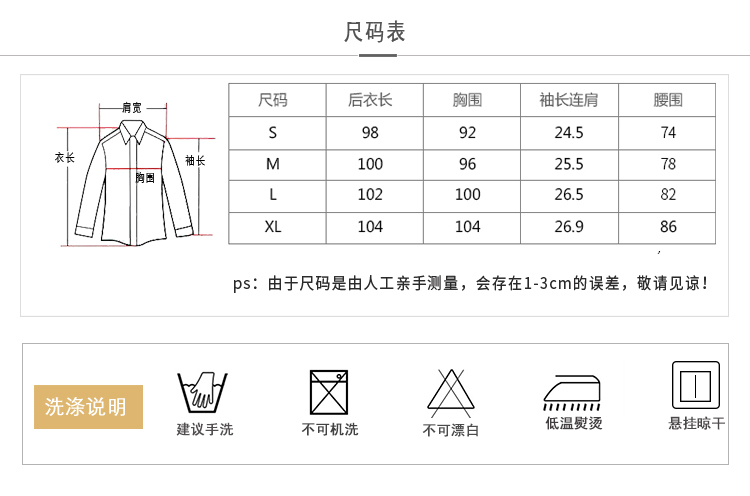 尺码表
肩宽
衣长
袖长
胸围
尺码 后衣长 胸围 袖长连肩 腰围
S 98 92 24.5 74
M 100 96 25.5 78
L 102 100 26.5 82
XL 104 104 26.9 86
ps：由于尺码是由人工亲手测量，会存在1-3cm的误差，敬请见谅！
洗涤说明
建议手洗 不可机洗 不可漂白 低温熨烫 悬挂晾干